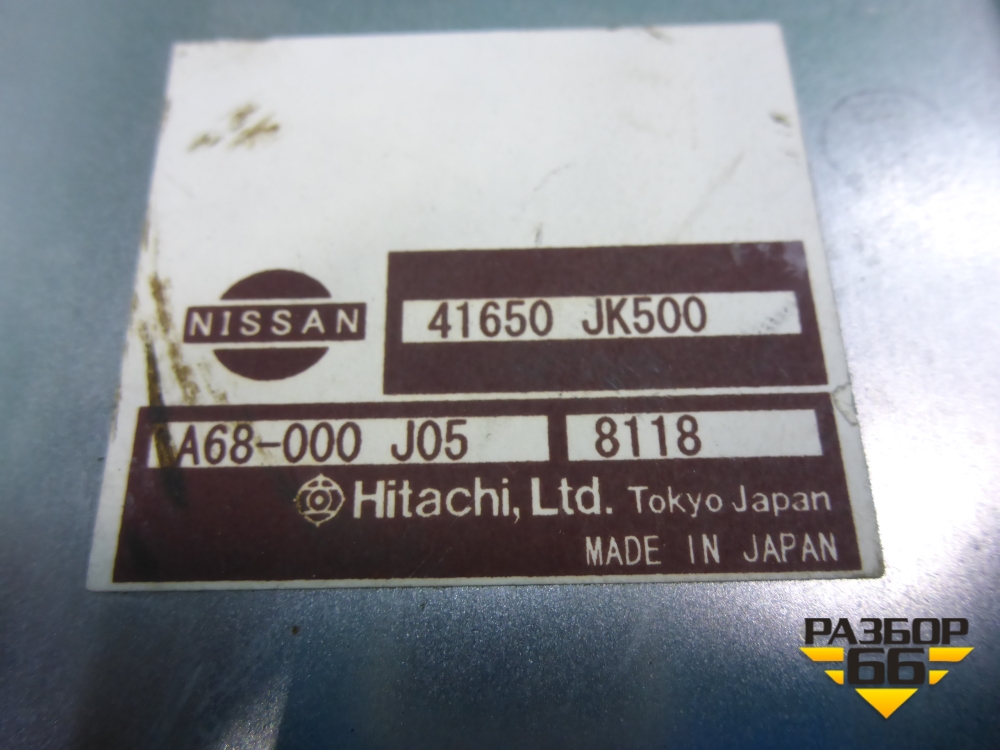 NISSAN
41650 JK500
A68-000 J05
8118
Hitachi, Ltd. Tokyo Japan
MADE IN JAPAN
РАЗБОР
66